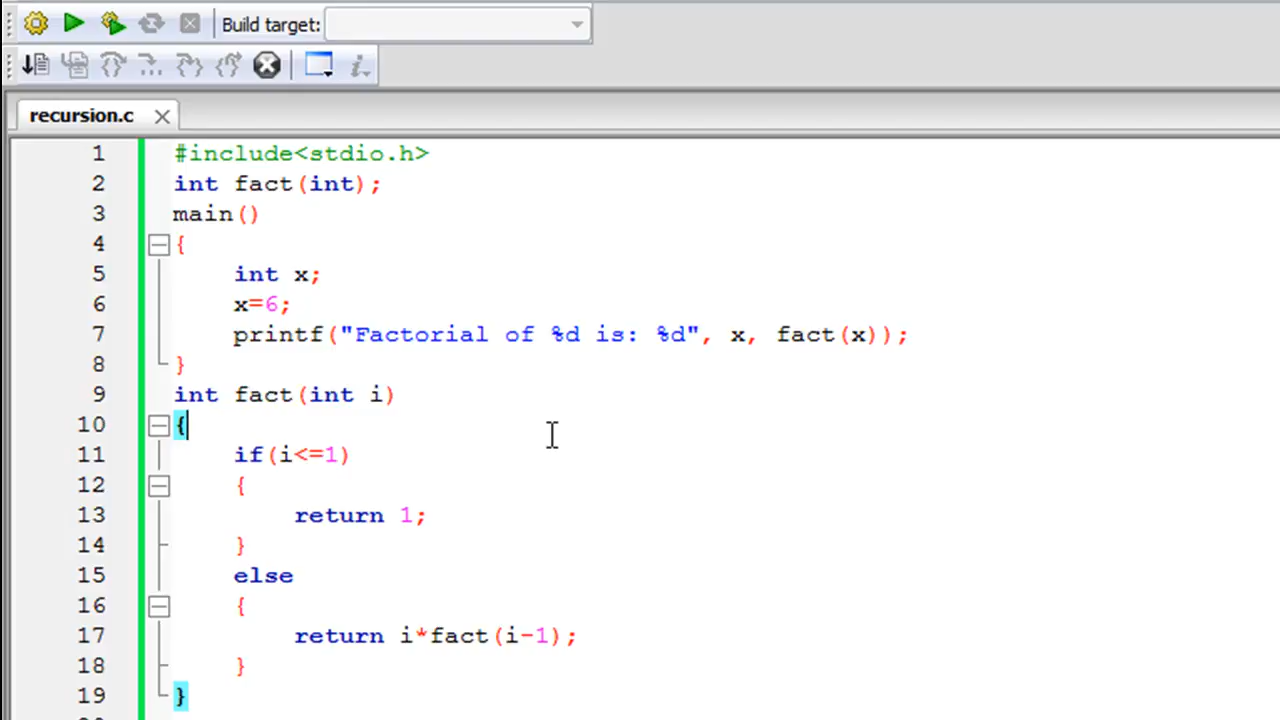 Build target:
recursion.c
1 #include<stdio.h>
2 int fact(int);
3 main()
4 {
5 int x;
6 x=6;
7 printf("Factorial of %d is: %d", x, fact(x));
8 }
9 int fact(int i)
10 {
11 if(i<=1)
12 {
13 return 1;
14 }
15 else
16 {
17 return i*fact(i-1);
18 }
19 }